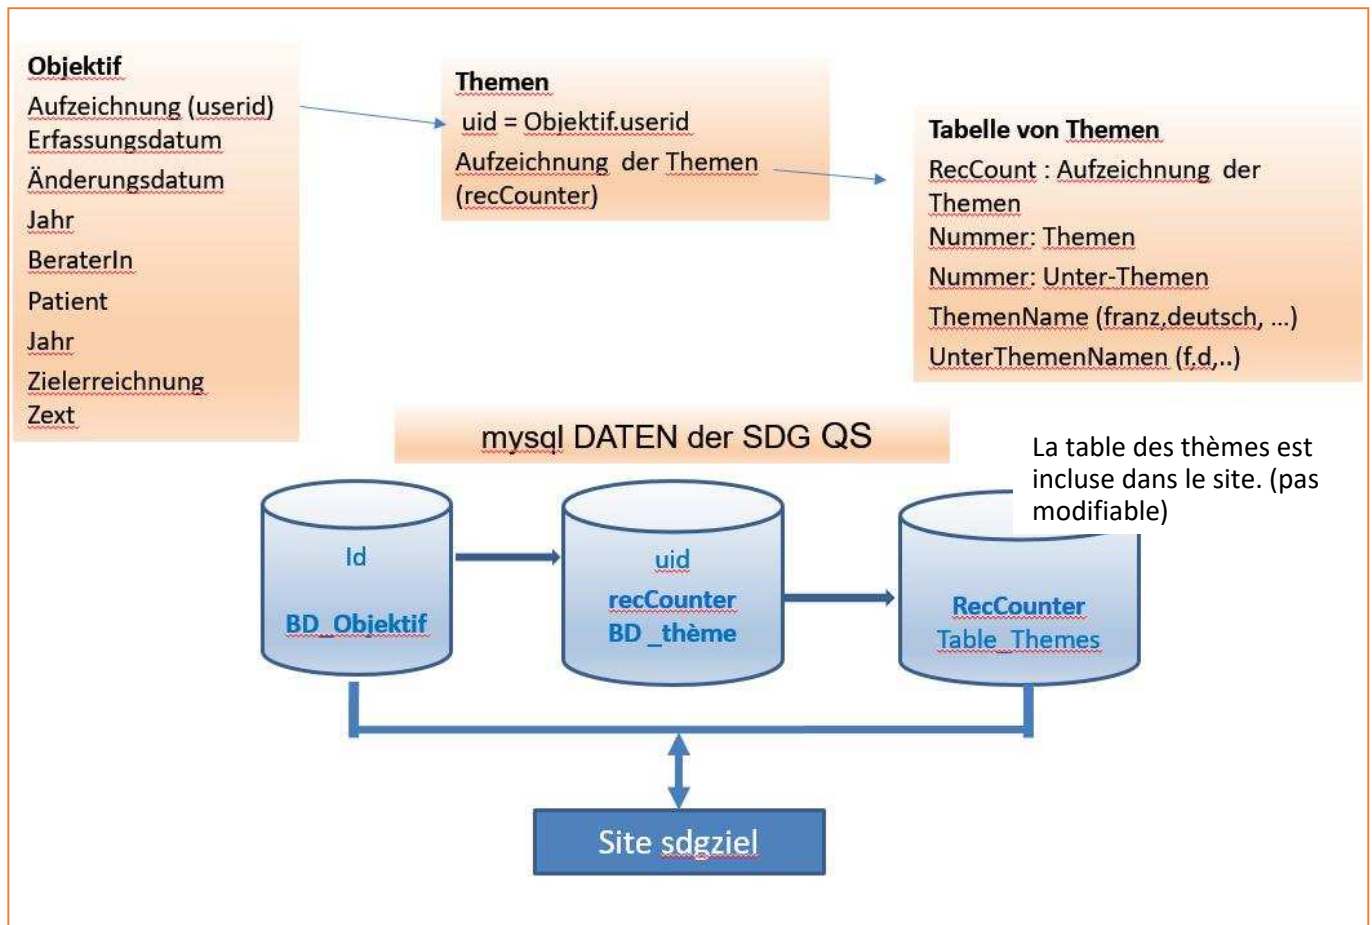 Objektif
Aufzeichnung (userid)
Erfassungsdatum
Änderungsdatum
Jahr
BeraterIn
Patient
Jahr
Zielerreichnung
Zext
Themen
uid = Objektif.userid
Aufzeichnung der Themen
(recCounter)
Tabelle von Themen
RecCount : Aufzeichnung der
Themen
Nummer: Themen
Nummer: Unter-Themen
ThemenName (franz,deutsch, ...)
UnterThemenNamen (f,d,..)
mysql DATEN der SDG QS
La table des thèmes est
incluse dans le site. (pas
modifiable)
Id
BD_Objektif
uid
recCounter
BD _thème
RecCounter
Table_Themes
Site sdgziel